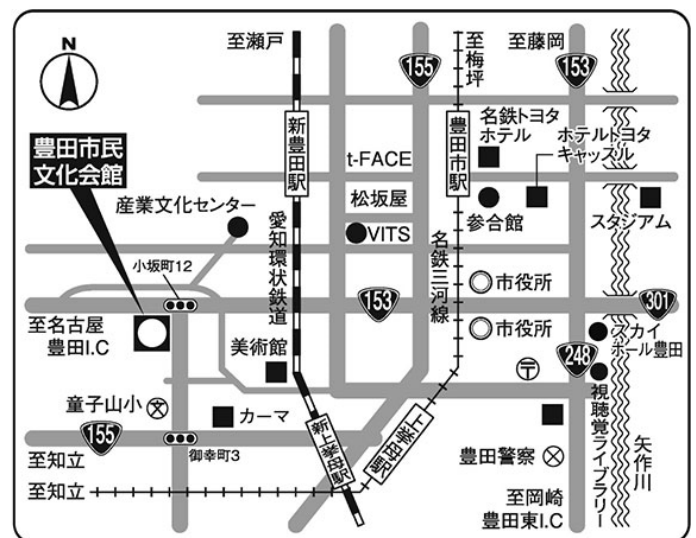 N
至瀬戸
155
至梅坪
至藤岡
153
新豊田駅
豊田市駅
名鉄トヨタ
ホテル
ホテルトヨタ
キャッスル
豊田市民
文化会館
t-FACE
産業文化センター
松坂屋
参合館
スタジアム
愛知環状鉄道
VITS
名鉄三河線
小坂町12
市役所
153
301
至名古屋
豊田I.C
市役所
スカイ
ホール豊田
美術館
248
〒
童子山小
文
カーマ
視聴覚ライブラリー
155
新上挙母駅
上挙母駅
矢作川
至知立
御幸町3
豊田警察
至知立
至岡崎
豊田東I.C